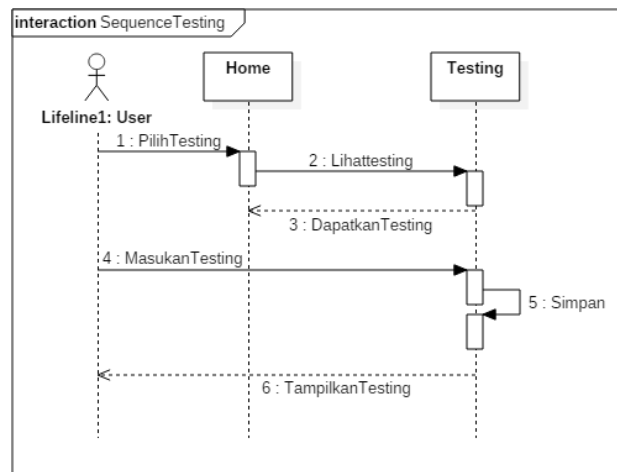 interaction SequenceTesting
Home
Testing
Lifeline1: User
1 : PilihTesting
2 : Lihattesting
3 : DapatkanTesting
4 : MasukanTesting
5 : Simpan
6 : TampilkanTesting